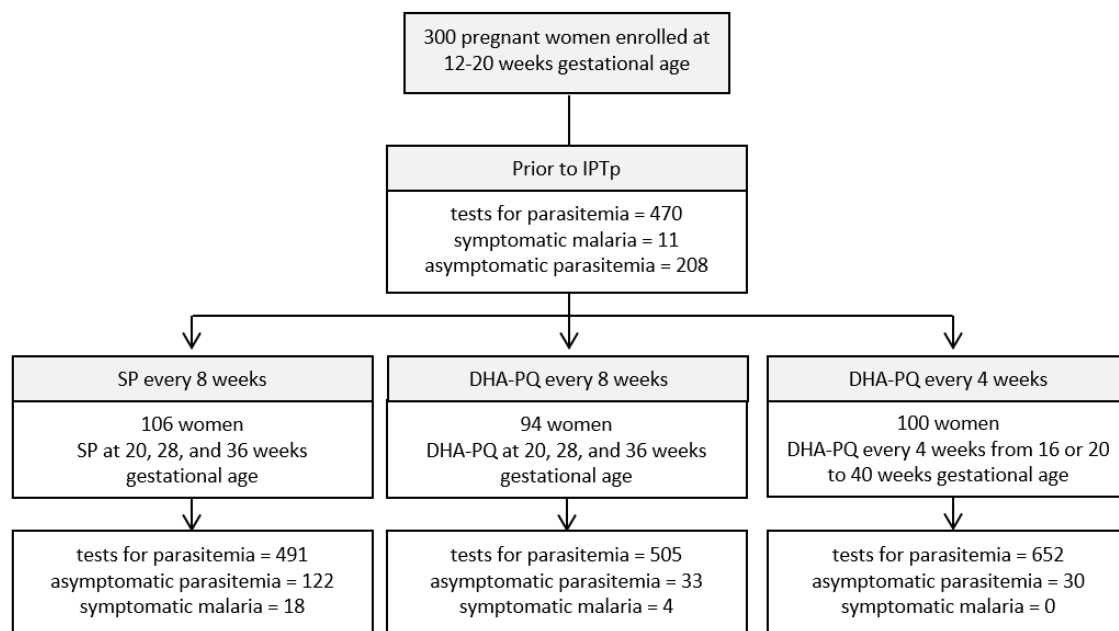 300 pregnant women enrolled at
12-20 weeks gestational age
Prior to IPTp
tests for parasitemia = 470
symptomatic malaria = 11
asymptomatic parasitemia = 208
SP every 8 weeks
106 women
SP at 20, 28, and 36 weeks
gestational age
tests for parasitemia = 491
asymptomatic parasitemia = 122
symptomatic malaria = 18
DHA-PQ every 8 weeks
94 women
DHA-PQ at 20, 28, and 36 weeks
gestational age
tests for parasitemia = 505
asymptomatic parasitemia = 33
symptomatic malaria = 4
DHA-PQ every 4 weeks
100 women
DHA-PQ every 4 weeks from 16 or 20
to 40 weeks gestational age
tests for parasitemia = 652
asymptomatic parasitemia = 30
symptomatic malaria = 0